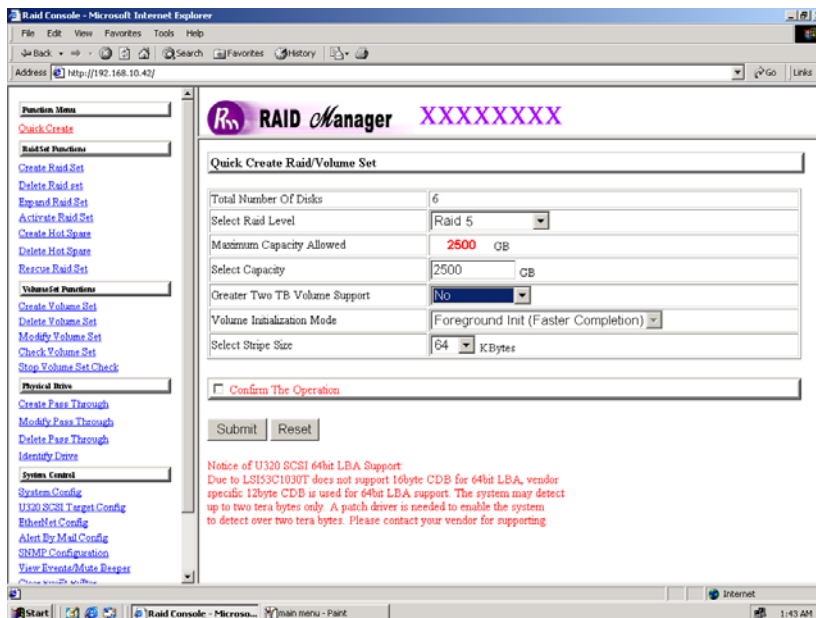 Raid Console - Microsoft Internet Explorer
File Edit View Favorites Tools Help
Back Search Favorites History
Address http://192.168.10.42/ Go Links
Function Menu
Quick Create
RaidSet Functions
Create Raid Set
Delete Raid set
Expand Raid Set
Activate Raid Set
Create Hot Spare
Delete Hot Spare
Rescue Raid Set
VolumeSet Functions
Create Volume Set
Delete Volume Set
Modify Volume Set
Check Volume Set
Stop Volume Set Check
Physical Drive
Create Pass Through
Modify Pass Through
Delete Pass Through
Identify Drive
System Control
System Config
U320 SCSI Target Config
EtherNet Config
Alert By Mail Config
SNMP Configuration
View Events/Mute Beeper
Rm RAID Manager XXXXXXXX
Quick Create Raid/Volume Set
Total Number Of Disks 6
Select Raid Level Raid 5
Maximum Capacity Allowed 2500 GB
Select Capacity 2500 GB
Greater Two TB Volume Support No
Volume Initialization Mode Foreground Init (Faster Completion)
Select Stripe Size 64 KBytes
Confirm The Operation
Submit Reset
Notice of U320 SCSI 64bit LBA Support:
Due to LSI53C1030T does not support 16byte CDB for 64bit LBA, vendor
specific 12byte CDB is used for 64bit LBA support. The system may detect
up to two tera bytes only. A patch driver is needed to enable the system
to detect over two tera bytes. Please contact your vendor for supporting
Internet
Start Raid Console - Microso... main menu - Paint 1:43 AM